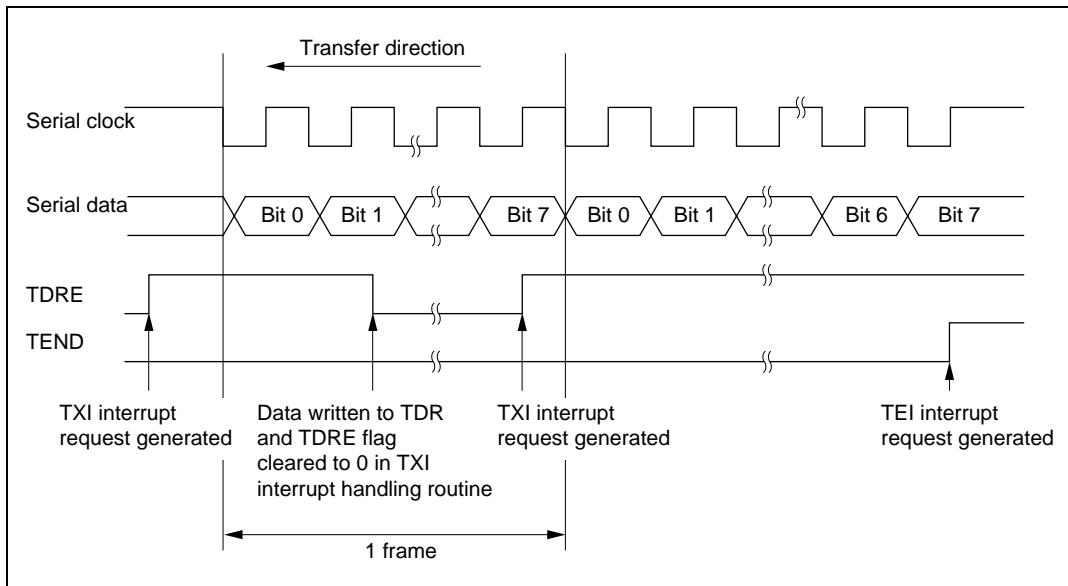 Transfer direction
Serial clock
Serial data
Bit 0
Bit 1
Bit 7
Bit 0
Bit 1
Bit 6
Bit 7
TDRE
TEND
TXI interrupt
request generated
Data written to TDR
and TDRE flag
cleared to 0 in TXI
interrupt handling routine
TXI interrupt
request generated
TEI interrupt
request generated
1 frame